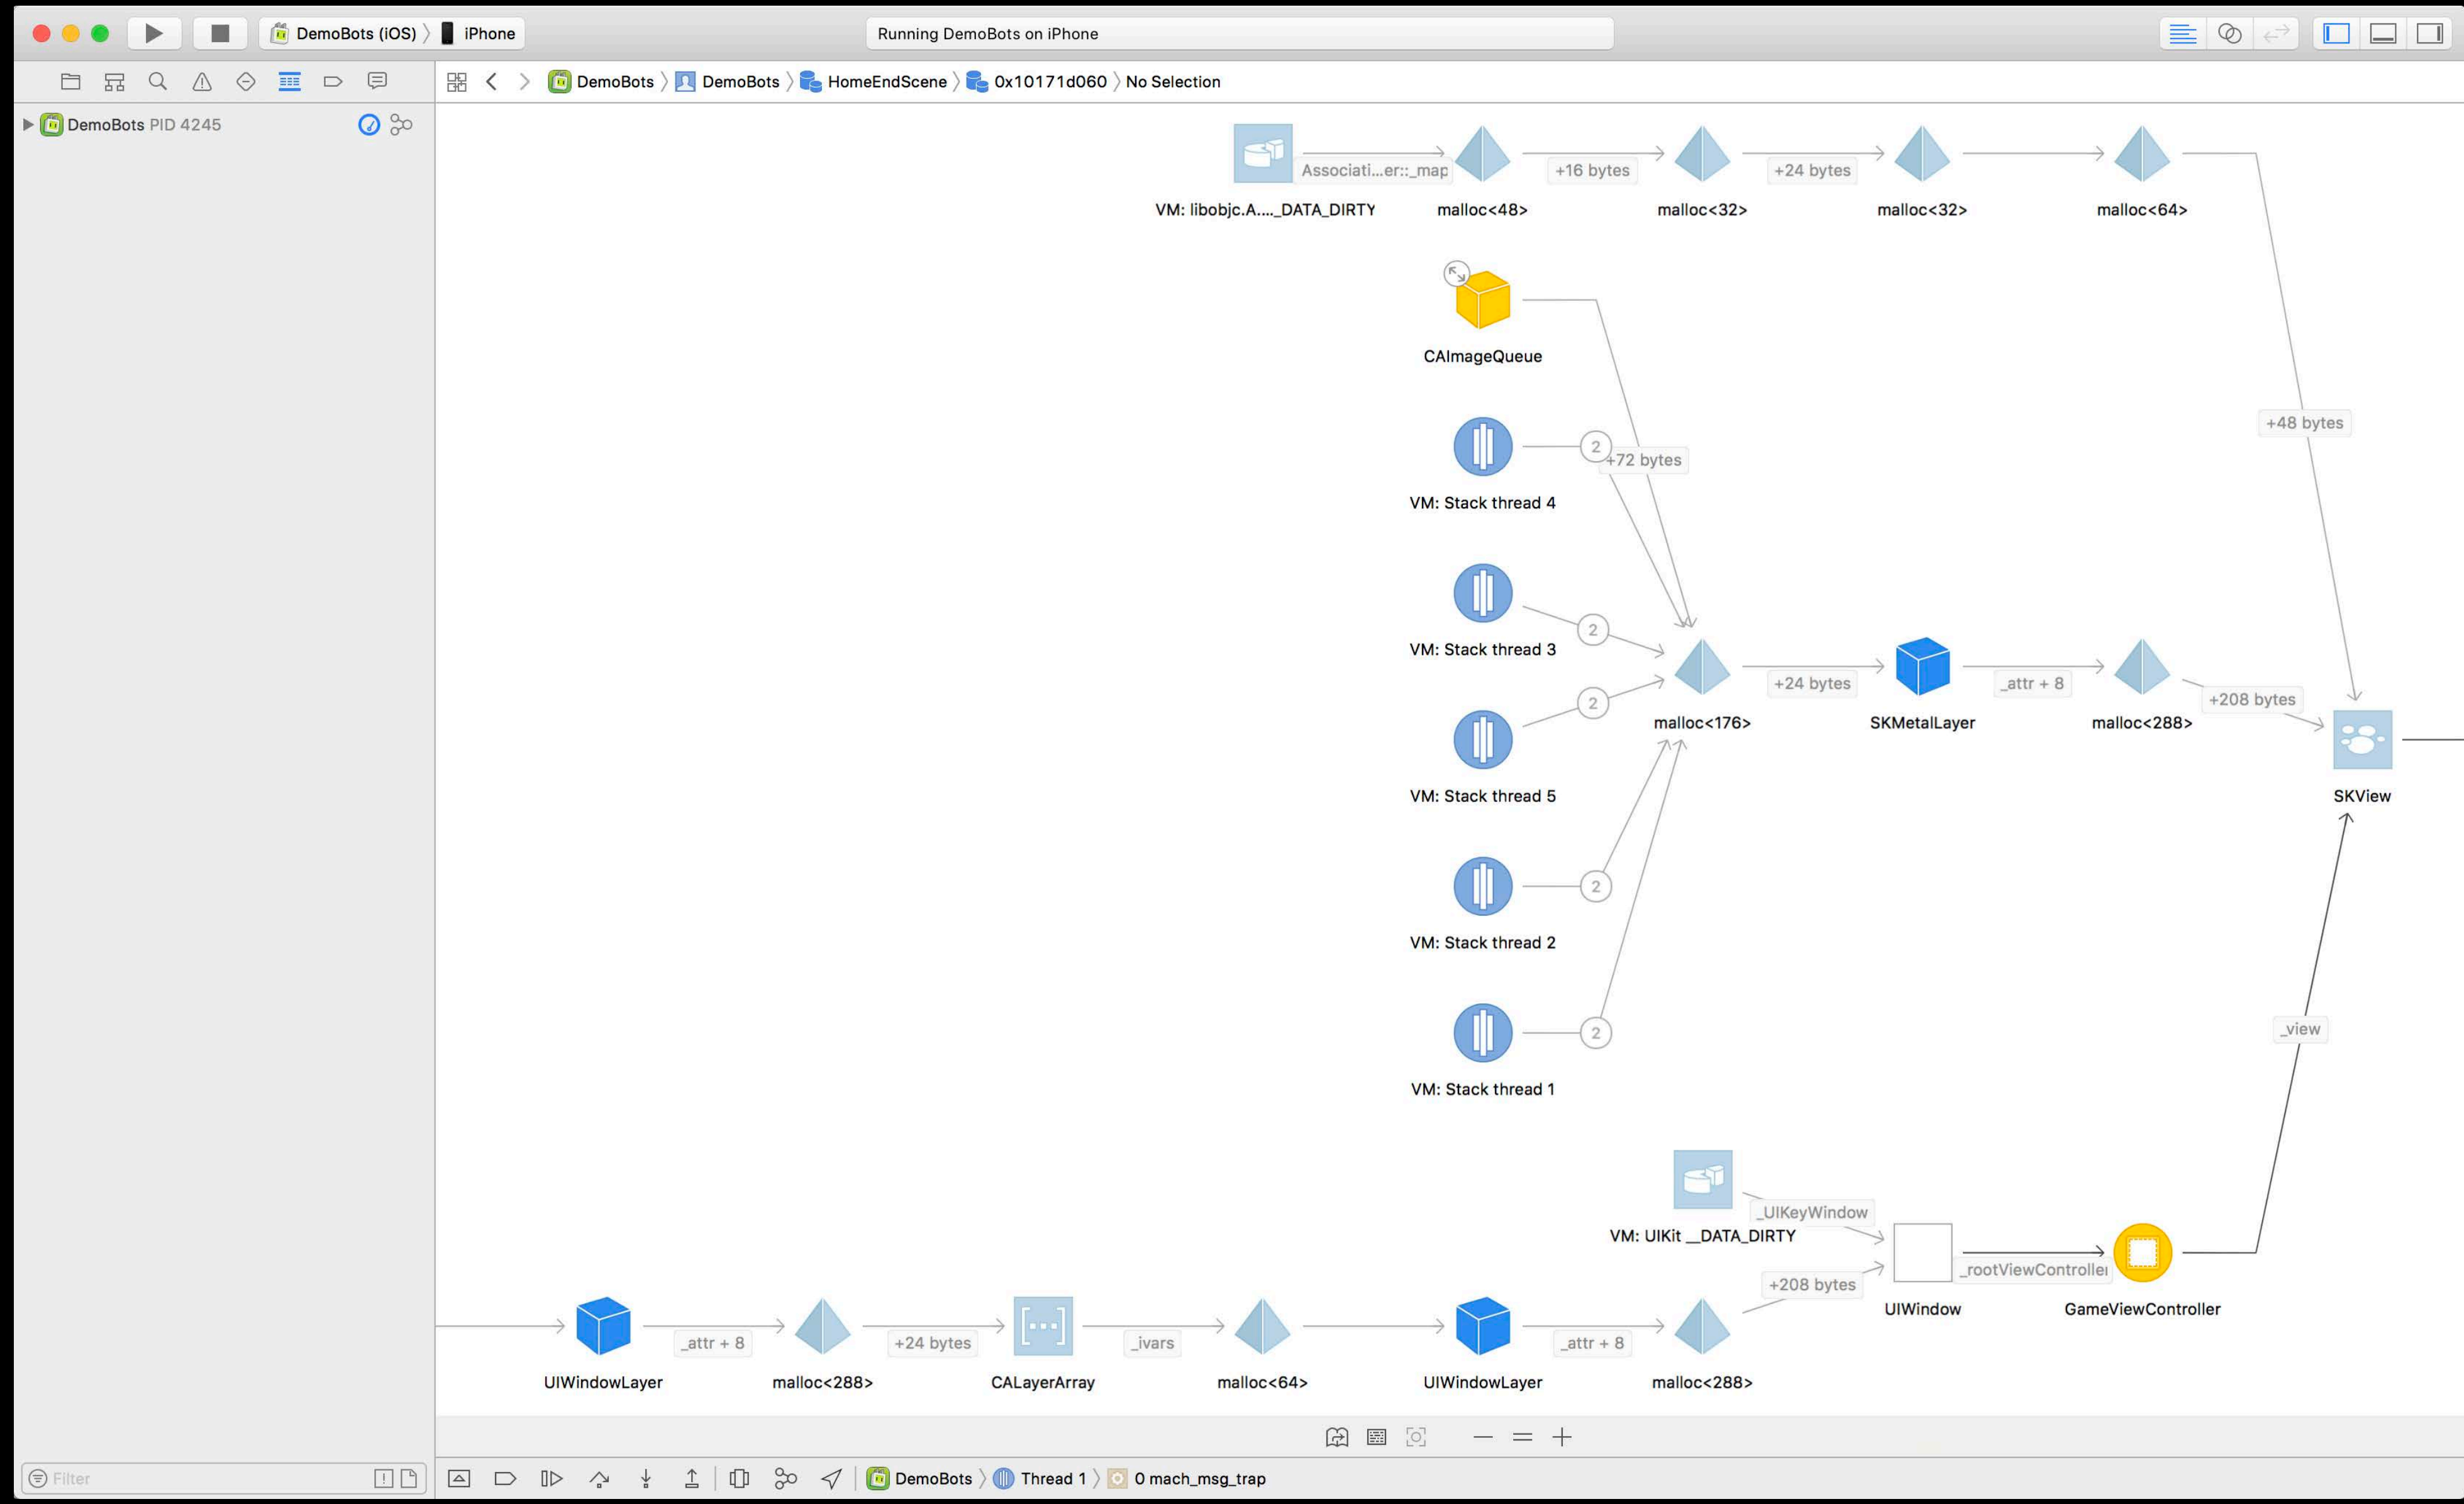 DemoBots (iOS) iPhone
Running DemoBots on iPhone
DemoBots DemoBots HomeEndScene 0x10171d060 No Selection
DemoBots PID 4245
Associati...er::_map +16 bytes +24 bytes
VM: libobjc.A...._DATA_DIRTY malloc<48> malloc<32> malloc<32> malloc<64>
CAImageQueue
+48 bytes
2 +72 bytes
VM: Stack thread 4
2
VM: Stack thread 3
+24 bytes _attr + 8 +208 bytes
2
malloc<176> SKMetalLayer malloc<288>
VM: Stack thread 5
SKView
2
VM: Stack thread 2
2
_view
VM: Stack thread 1
_UIKeyWindow
VM: UIKit __DATA_DIRTY
_rootViewController
+208 bytes
UIWindow GameViewController
_attr + 8 +24 bytes _ivars _attr + 8
UIWindowLayer malloc<288> CALayerArray malloc<64> UIWindowLayer malloc<288>
Filter
DemoBots Thread 1 0 mach_msg_trap